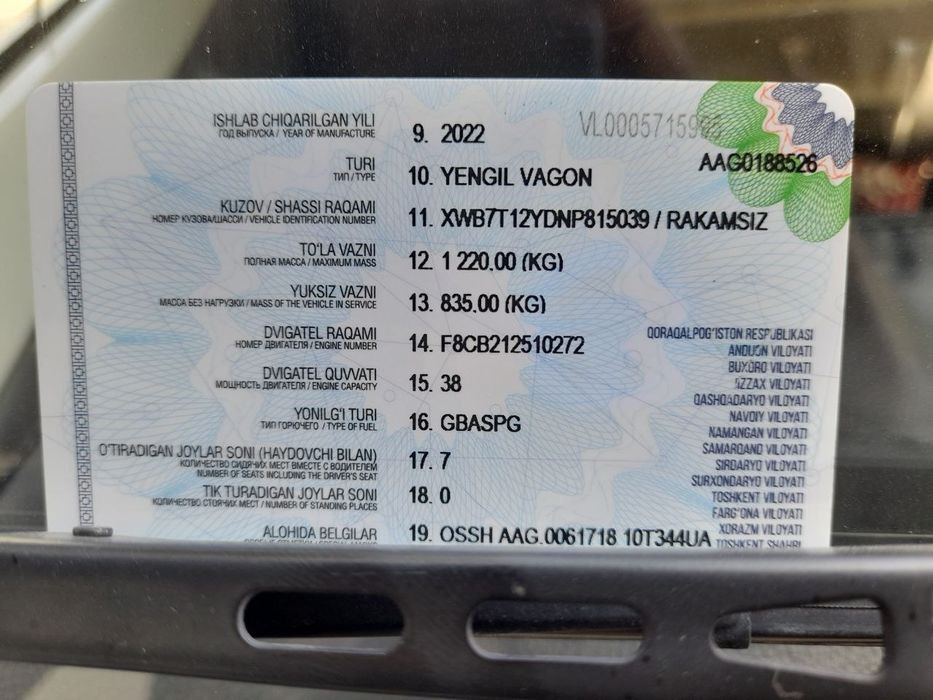 VL0005715995
AAG0188526
ISHLAB CHIQARILGAN YILI
ГОД ВЫПУСКА / YEAR OF MANUFACTURE
9. 2022
TURI
ТИП / TYPE
10. YENGIL VAGON
KUZOV / SHASSI RAQAMI
НОМЕР КУЗОВА/ШАССИ / VEHICLE IDENTIFICATION NUMBER
11. XWB7T12YDNP815039 / RAKAMSIZ
TO'LA VAZNI
ПОЛНАЯ МАССА / MAXIMUM MASS
12. 1 220.00 (KG)
YUKSIZ VAZNI
МАССА БЕЗ НАГРУЗКИ / MASS OF THE VEHICLE IN SERVICE
13. 835.00 (KG)
DVIGATEL RAQAMI
НОМЕР ДВИГАТЕЛЯ / ENGINE NUMBER
14. F8CB212510272
DVIGATEL QUVVATI
МОЩНОСТЬ ДВИГАТЕЛЯ / ENGINE CAPACITY
15. 38
YONILG'I TURI
ТИП ГОРЮЧЕГО / TYPE OF FUEL
16. GBASPG
O'TIRADIGAN JOYLAR SONI (HAYDOVCHI BILAN)
КОЛИЧЕСТВО СИДЯЧИХ МЕСТ ВМЕСТЕ С ВОДИТЕЛЕМ
NUMBER OF SEATS INCLUDING THE DRIVER'S SEAT
17. 7
TIK TURADIGAN JOYLAR SONI
КОЛИЧЕСТВО СТОЯЧИХ МЕСТ / NUMBER OF STANDING PLACES
18. 0
ALOHIDA BELGILAR
19. OSSH AAG.0061718 10T344UA
QORAQALPOG'ISTON RESPUBLIKASI
ANDIJON VILOYATI
BUXORO VILOYATI
JIZZAX VILOYATI
QASHQADARYO VILOYATI
NAVOIY VILOYATI
NAMANGAN VILOYATI
SAMARQAND VILOYATI
SIRDARYO VILOYATI
SURXONDARYO VILOYATI
TOSHKENT VILOYATI
FARG'ONA VILOYATI
XORAZM VILOYATI
TOSHKENT SHAHRI